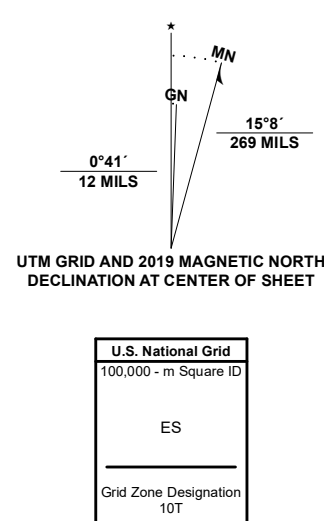 MN
GN
15°8´
269 MILS
0°41´
12 MILS
UTM GRID AND 2019 MAGNETIC NORTH
DECLINATION AT CENTER OF SHEET
U.S. National Grid
100,000 - m Square ID
ES
Grid Zone Designation
10T